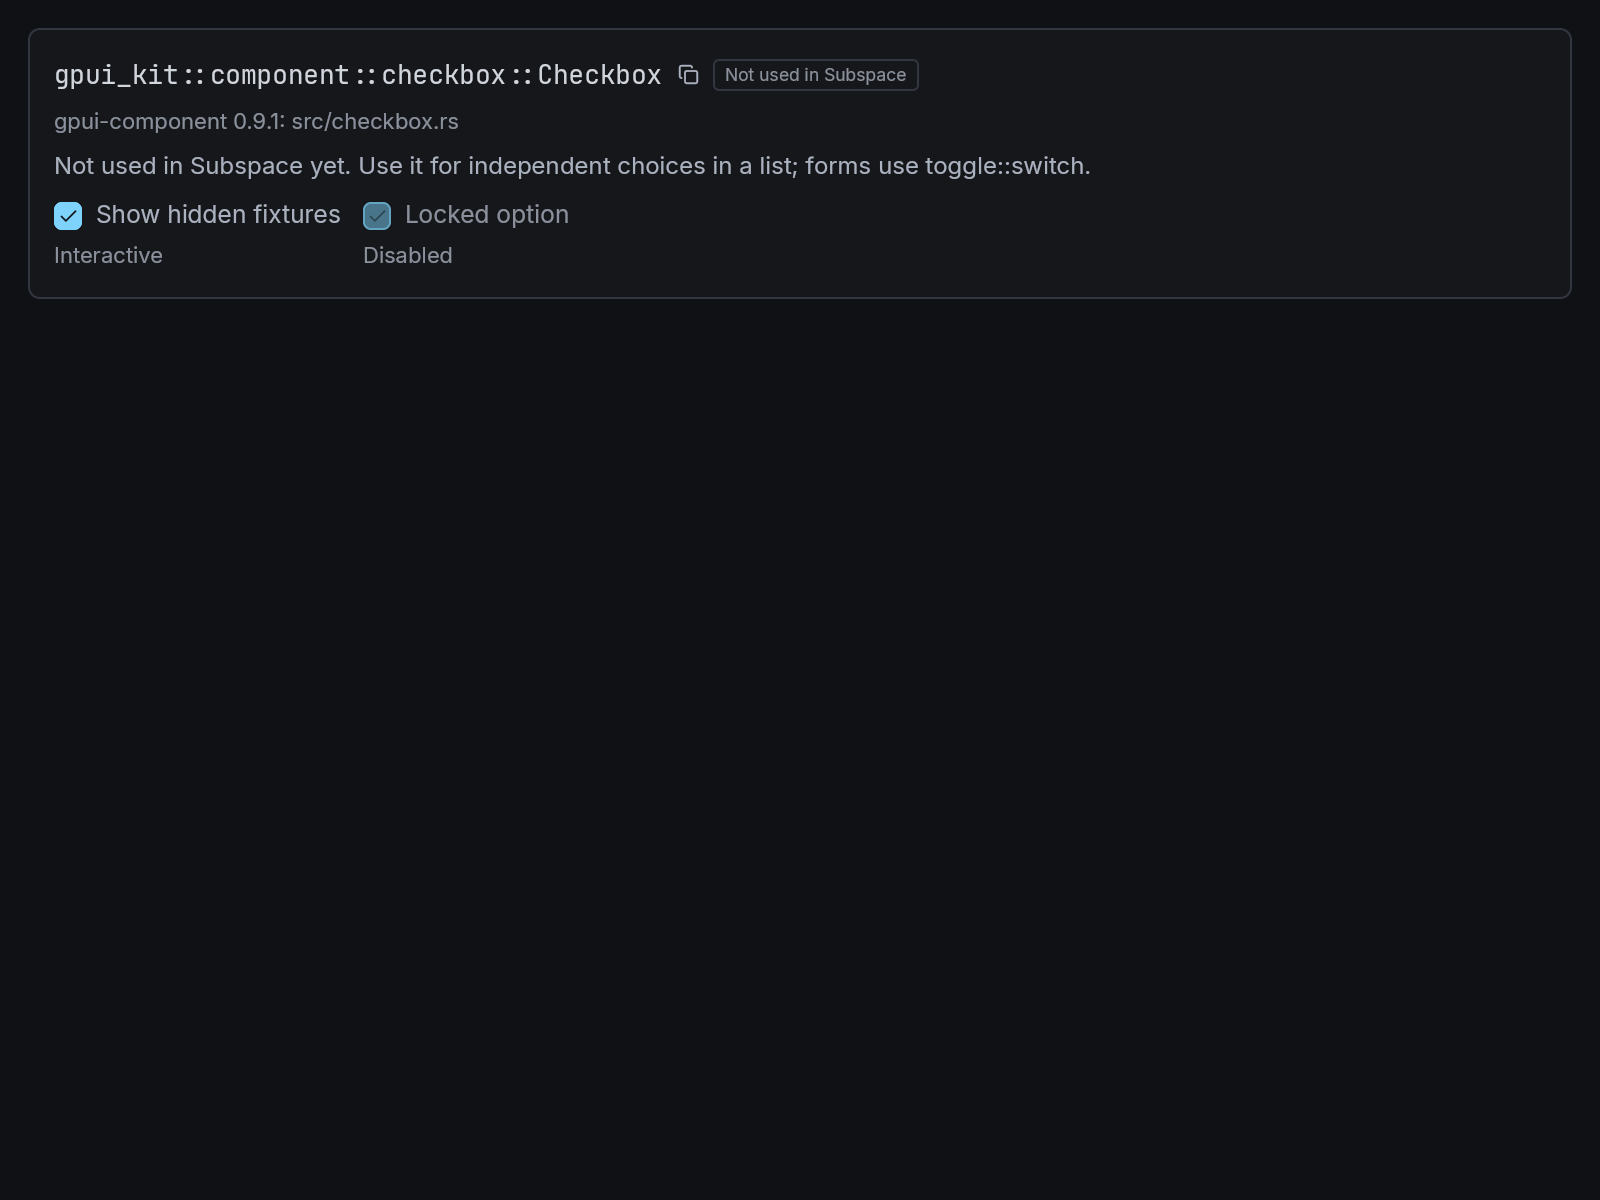 gpui_kit::component::checkbox::Checkbox Not used in Subspace
gpui-component 0.9.1: src/checkbox.rs
Not used in Subspace yet. Use it for independent choices in a list; forms use toggle::switch.
Show hidden fixtures Locked option
Interactive Disabled